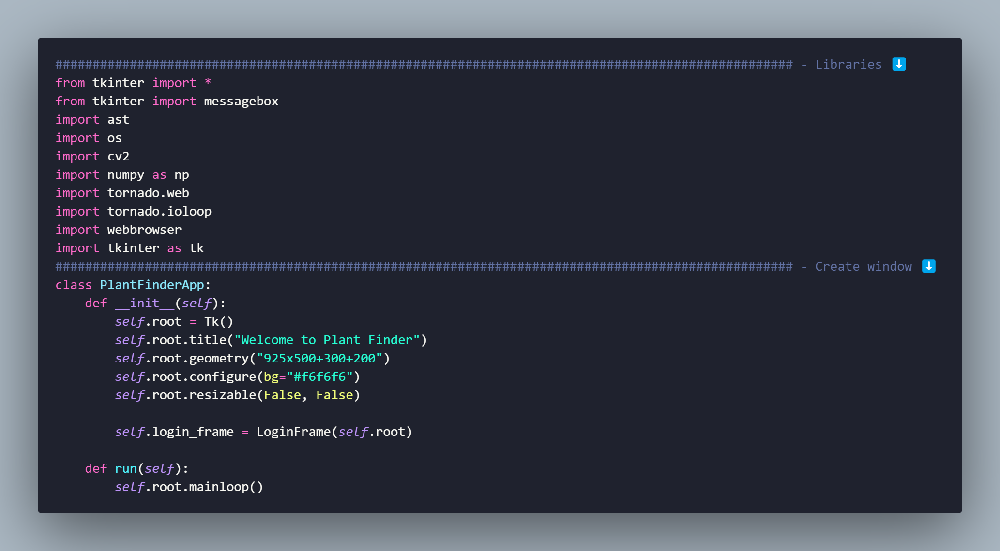 ################################################################################################### - Libraries ⬇️
from tkinter import *
from tkinter import messagebox
import ast
import os
import cv2
import numpy as np
import tornado.web
import tornado.ioloop
import webbrowser
import tkinter as tk
################################################################################################### - Create window ⬇️
class PlantFinderApp:
    def __init__(self):
        self.root = Tk()
        self.root.title("Welcome to Plant Finder")
        self.root.geometry("925x500+300+200")
        self.root.configure(bg="#f6f6f6")
        self.root.resizable(False, False)

        self.login_frame = LoginFrame(self.root)

    def run(self):
        self.root.mainloop()